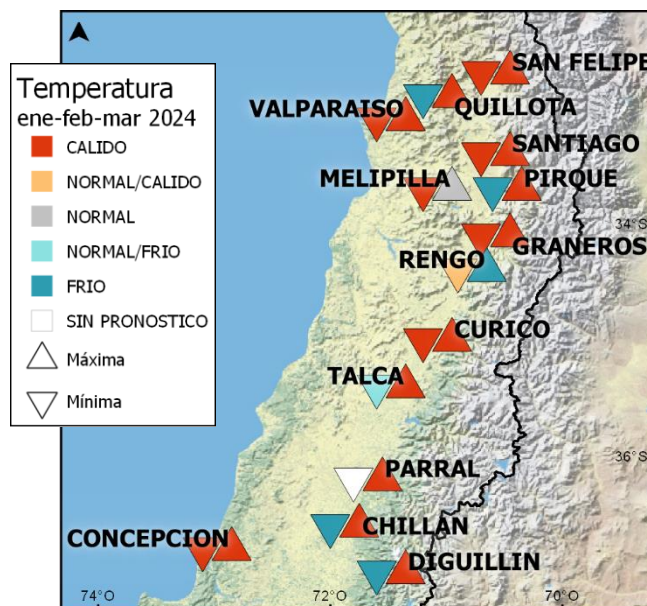 Temperatura
ene-feb-mar 2024
CALIDO
NORMAL/CALIDO
NORMAL
NORMAL/FRIO
FRIO
SIN PRONOSTICO
Máxima
Mínima
SAN FELIPE
QUILLOTA
VALPARAISO
SANTIAGO
MELIPILLA
PIRQUE
34°S
GRANEROS
RENGO
CURICO
TALCA
36°S
PARRAL
CHILLAN
CONCEPCION
DIGUILLIN
74°O
72°O
70°O